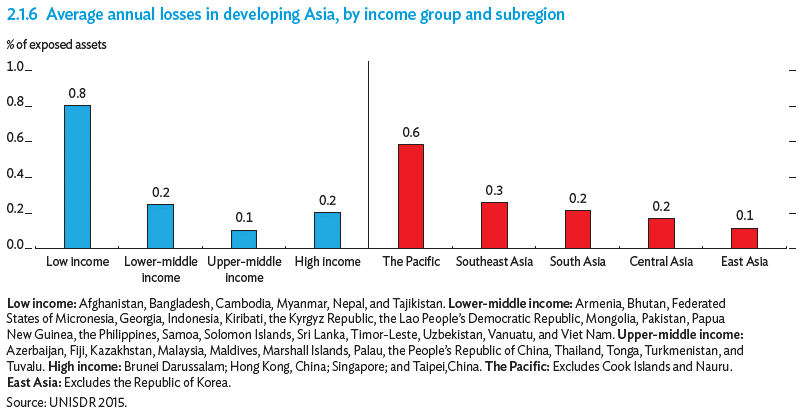 2.1.6 Average annual losses in developing Asia, by income group and subregion
% of exposed assets
1.0
0.8
0.6
0.4
0.2
0.0
0.8
0.2
0.1
0.2
0.6
0.3
0.2
0.2
0.1
Low income
Lower–middle income
Upper–middle income
High income
The Pacific
Southeast Asia
South Asia
Central Asia
East Asia
Low income: Afghanistan, Bangladesh, Cambodia, Myanmar, Nepal, and Tajikistan. Lower-middle income: Armenia, Bhutan, Federated
States of Micronesia, Georgia, Indonesia, Kiribati, the Kyrgyz Republic, the Lao People's Democratic Republic, Mongolia, Pakistan, Papua
New Guinea, the Philippines, Samoa, Solomon Islands, Sri Lanka, Timor-Leste, Uzbekistan, Vanuatu, and Viet Nam. Upper-middle income:
Azerbaijan, Fiji, Kazakhstan, Malaysia, Maldives, Marshall Islands, Palau, the People's Republic of China, Thailand, Tonga, Turkmenistan, and
Tuvalu. High income: Brunei Darussalam; Hong Kong, China; Singapore; and Taipei,China. The Pacific: Excludes Cook Islands and Nauru.
East Asia: Excludes the Republic of Korea.
Source: UNISDR 2015.